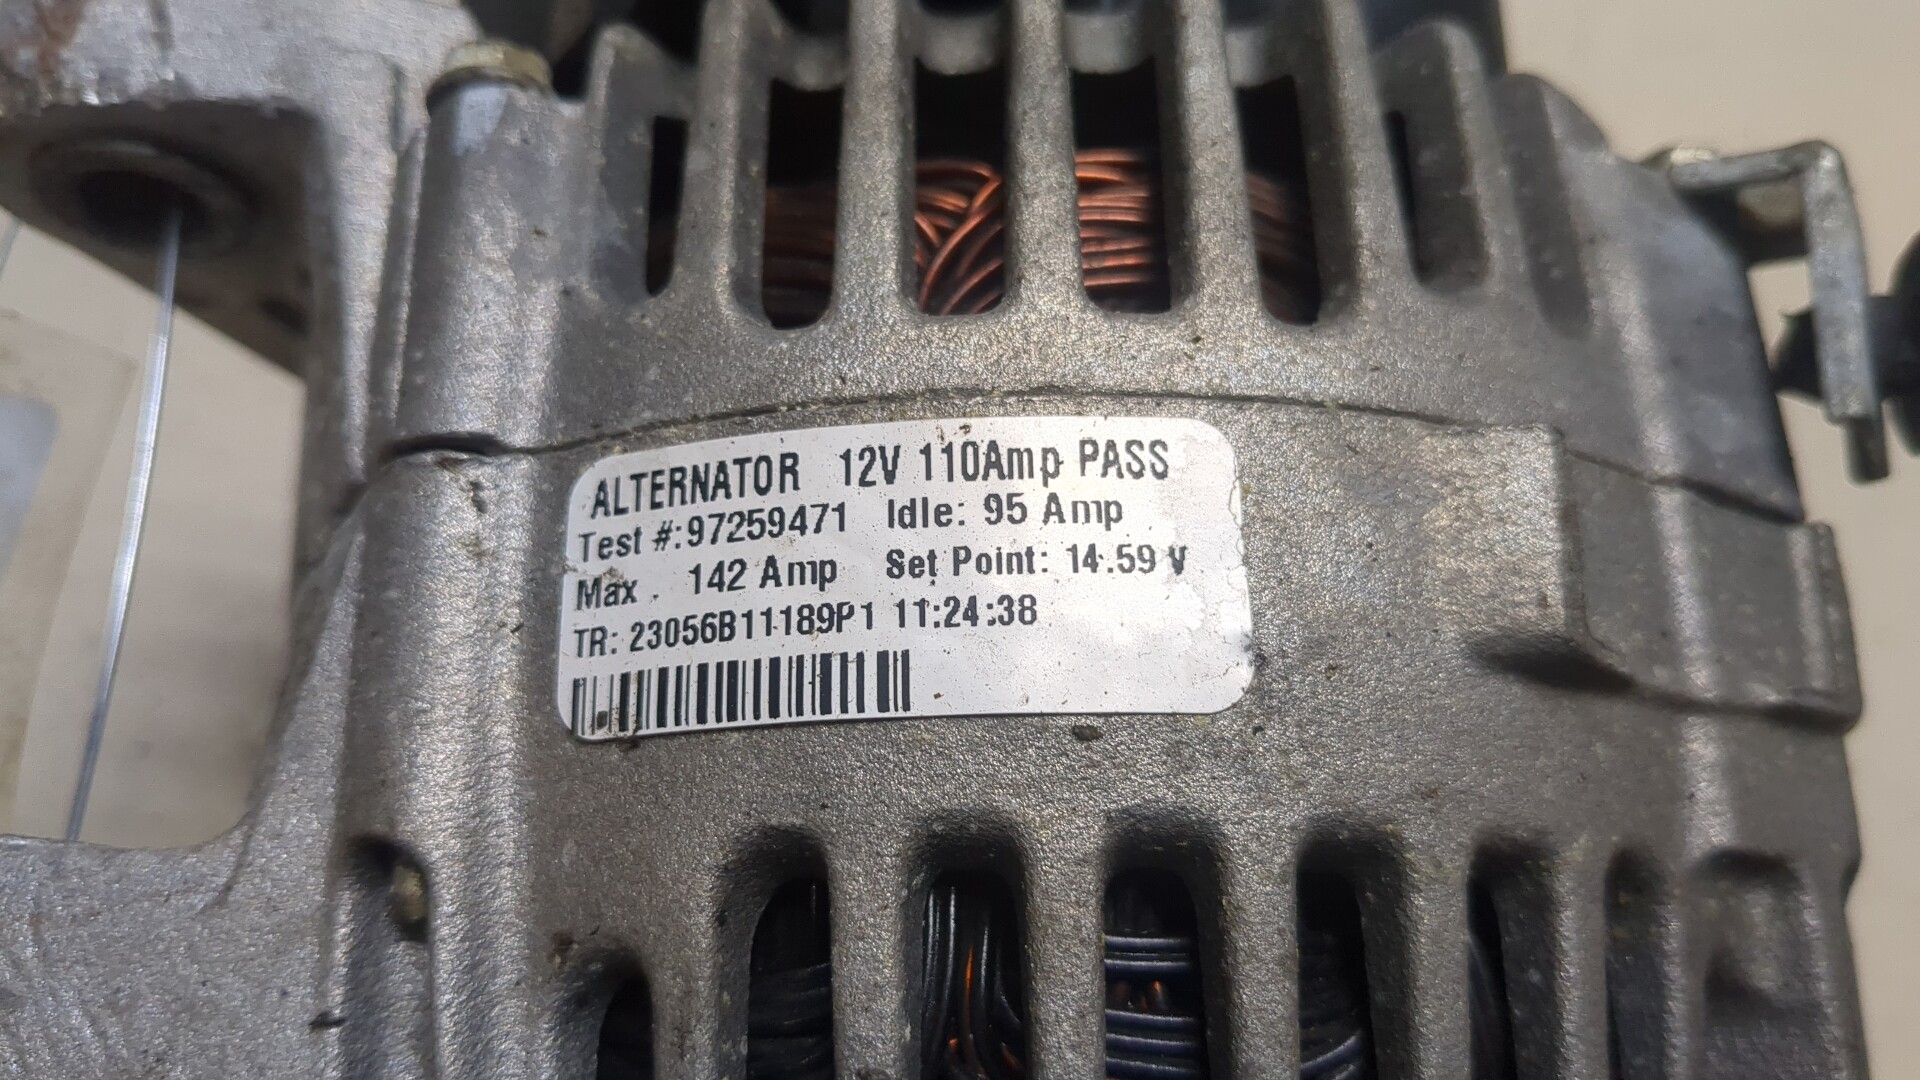 ALTERNATOR 12V 110Amp PASS
Test #:97259471 Idle: 95 Amp
Max. 142 Amp Set Point: 14.59 V
TR: 23056B11189P1 11:24:38